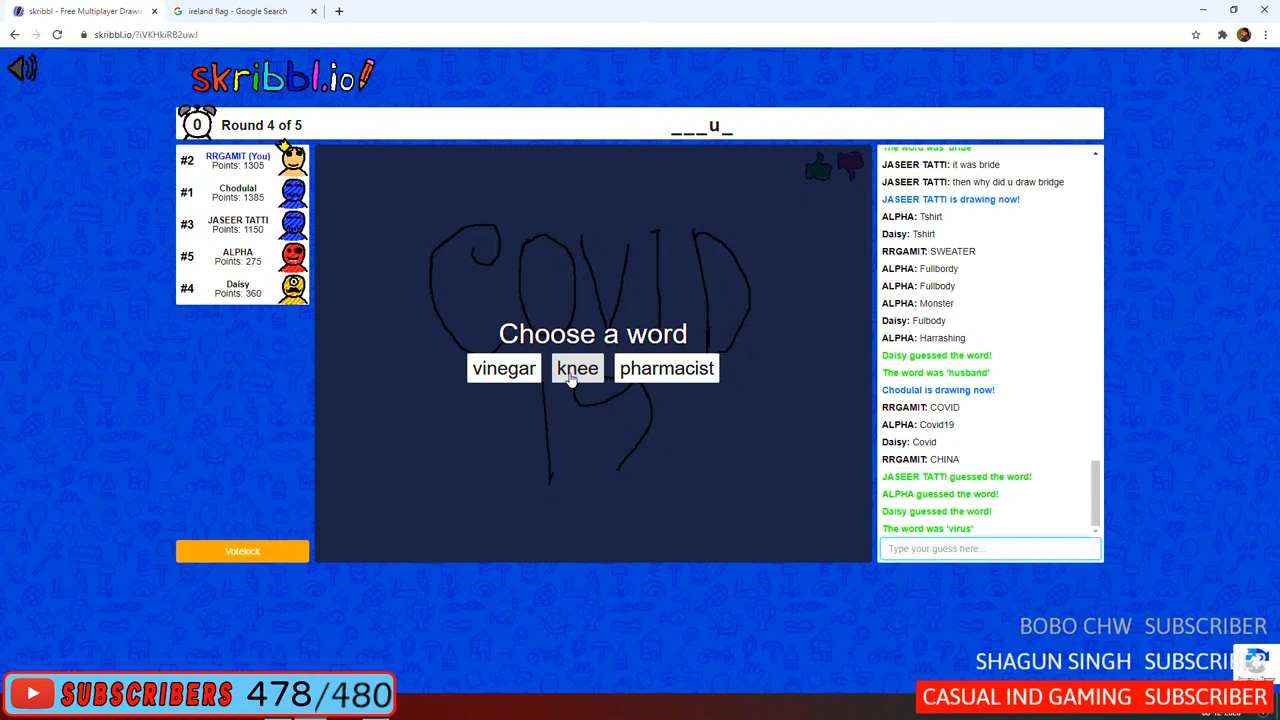 skribbl - Free Multiplayer Drawin
ireland flag - Google Search
skribbl.io/?iVKHkiRB2uwJ
skribbl.io
0
Round 4 of 5
___u_
#2 RRGAMIT (You)
Points: 1305
#1 Chodulal
Points: 1385
#3 JASEER TATTI
Points: 1150
#5 ALPHA
Points: 275
#4 Daisy
Points: 360
Votekick
COVID
19
Choose a word
vinegar knee pharmacist
The word was 'bride'
JASEER TATTI: it was bride
JASEER TATTI: then why did u draw bridge
JASEER TATTI is drawing now!
ALPHA: Tshirt
Daisy: Tshirt
RRGAMIT: SWEATER
ALPHA: Fullbordy
ALPHA: Fullbody
ALPHA: Monster
Daisy: Fulbody
ALPHA: Harrashing
Daisy guessed the word!
The word was 'husband'
Chodulal is drawing now!
RRGAMIT: COVID
ALPHA: Covid19
Daisy: Covid
RRGAMIT: CHINA
JASEER TATTI guessed the word!
ALPHA guessed the word!
Daisy guessed the word!
The word was 'virus'
Type your guess here...
BOBO CHW SUBSCRIBER
SHAGUN SINGH SUBSCRIB
CASUAL IND GAMING SUBSCRIBER
Privacy - Terms
SUBSCRIBERS 478/480